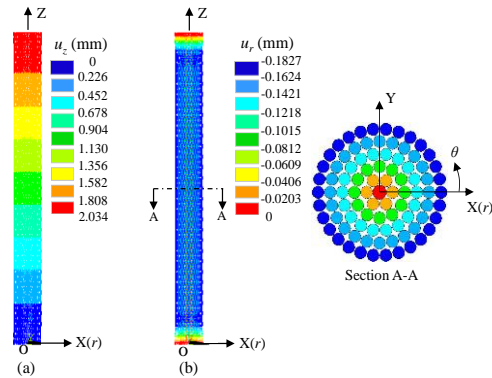 Z
u_z (mm)
0
0.226
0.452
0.678
0.904
1.130
1.356
1.582
1.808
2.034
O
X(r)
(a)
Z
u_r (mm)
-0.1827
-0.1624
-0.1421
-0.1218
-0.1015
-0.0812
-0.0609
-0.0406
-0.0203
0
A
A
O
X(r)
(b)
Y
θ
X(r)
Section A-A